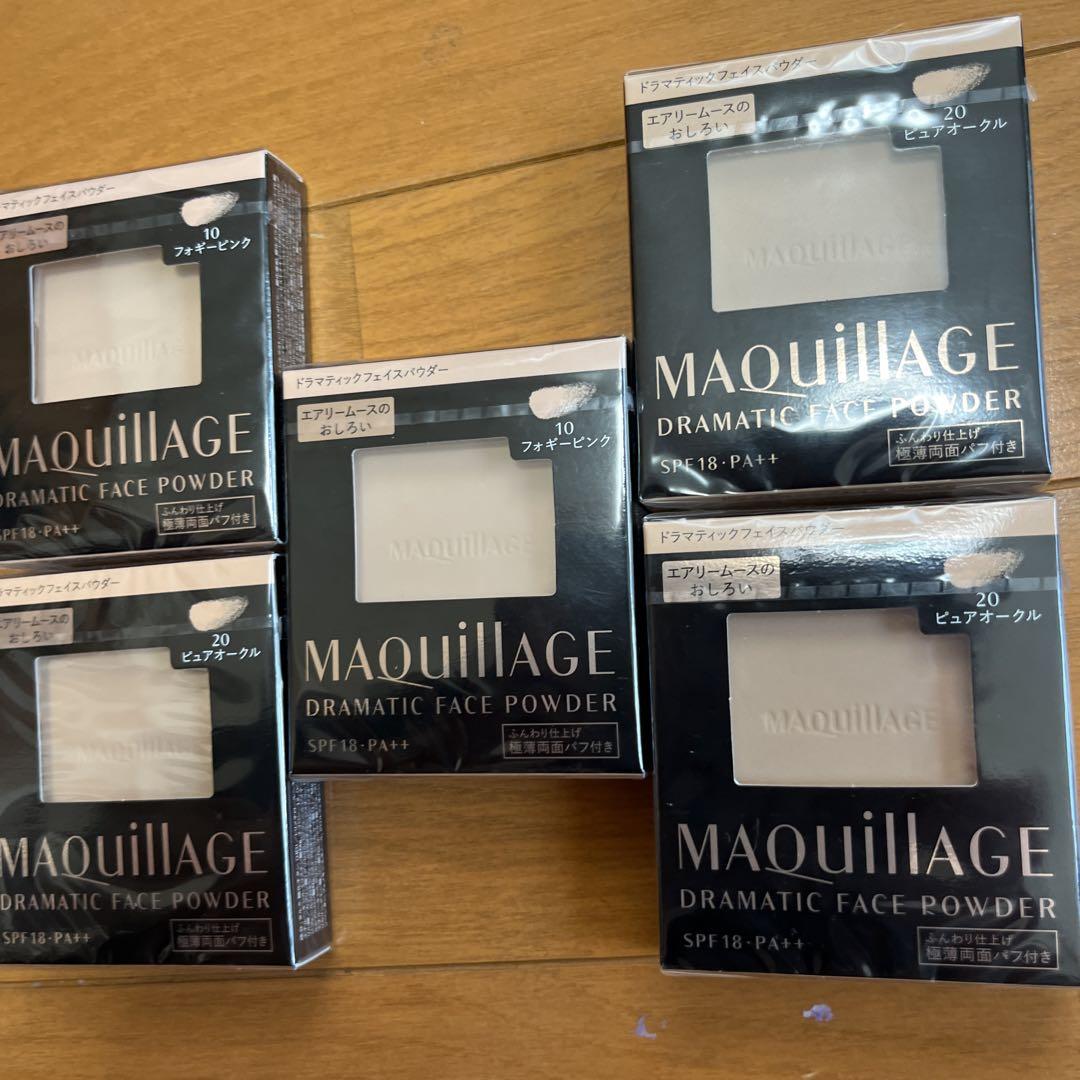 ドラマティックフェイスパウダー
エアリームースの
おしろい
10
フォギーピンク
MAQuillAGE
MAQuillAGE
DRAMATIC FACE POWDER
SPF18・PA++
ふんわり仕上げ
極薄両面パフ付き
ドラマティックフェイスパウダー
エアリームースの
おしろい
20
ピュアオークル
MAQuillAGE
MAQuillAGE
DRAMATIC FACE POWDER
SPF18・PA++
ふんわり仕上げ
極薄両面パフ付き
ドラマティックフェイスパウダー
エアリームースの
おしろい
10
フォギーピンク
MAQuillAGE
MAQuillAGE
DRAMATIC FACE POWDER
SPF18・PA++
ふんわり仕上げ
極薄両面パフ付き
ドラマティックフェイスパウダー
エアリームースの
おしろい
20
ピュアオークル
MAQuillAGE
MAQuillAGE
DRAMATIC FACE POWDER
SPF18・PA++
ふんわり仕上げ
極薄両面パフ付き
ドラマティックフェイスパウダー
エアリームースの
おしろい
20
ピュアオークル
MAQuillAGE
MAQuillAGE
DRAMATIC FACE POWDER
SPF18・PA++
ふんわり仕上げ
極薄両面パフ付き